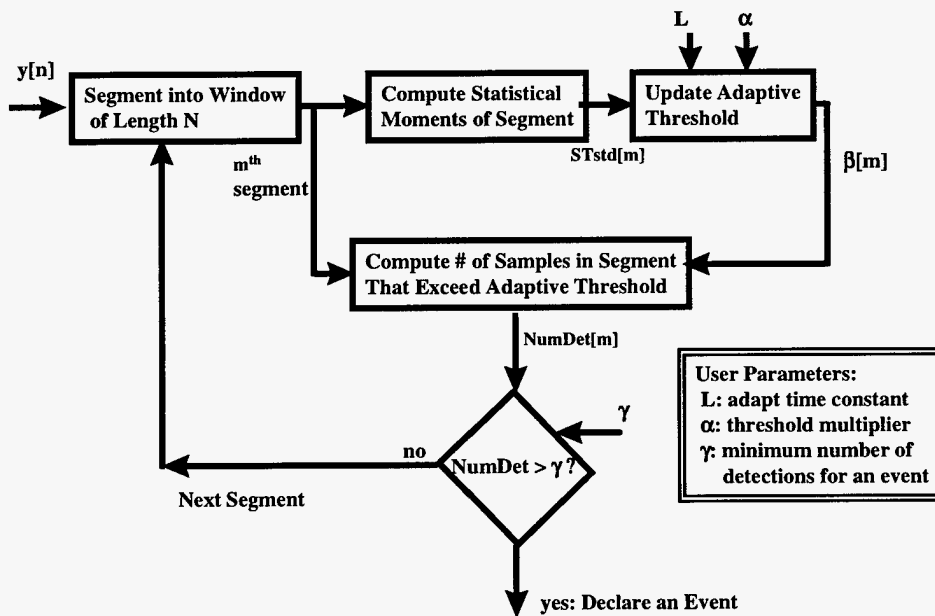 L
α
y[n]
Segment into Window
of Length N
Compute Statistical
Moments of Segment
Update Adaptive
Threshold
STstd[m]
mth
segment
β[m]
Compute # of Samples in Segment
That Exceed Adaptive Threshold
NumDet[m]
γ
no
NumDet > γ ?
Next Segment
yes: Declare an Event
User Parameters:
L: adapt time constant
α: threshold multiplier
γ: minimum number of
detections for an event